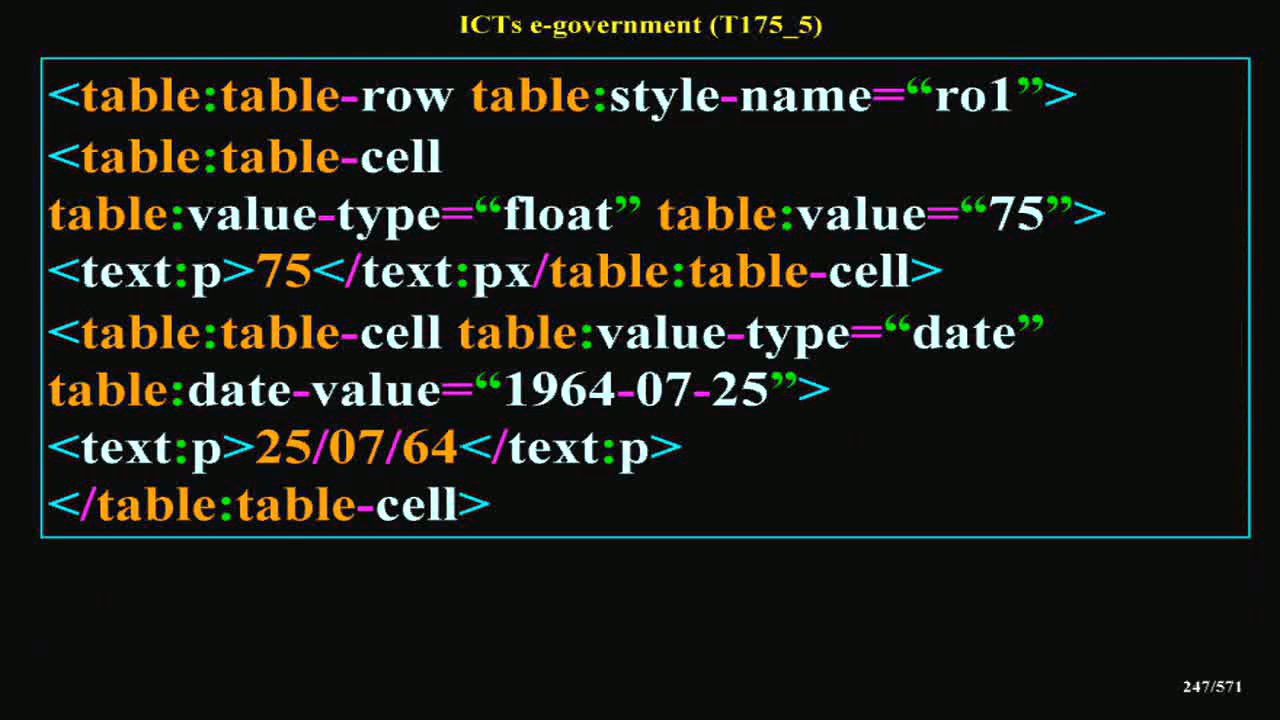 ICTs e-government (T175_5)
<table:table-row table:style-name=“ro1”>
<table:table-cell
table:value-type=“float” table:value=“75”>
<text:p>75</text:px/table:table-cell>
<table:table-cell table:value-type=“date”
table:date-value=“1964-07-25”>
<text:p>25/07/64</text:p>
</table:table-cell>
247/571